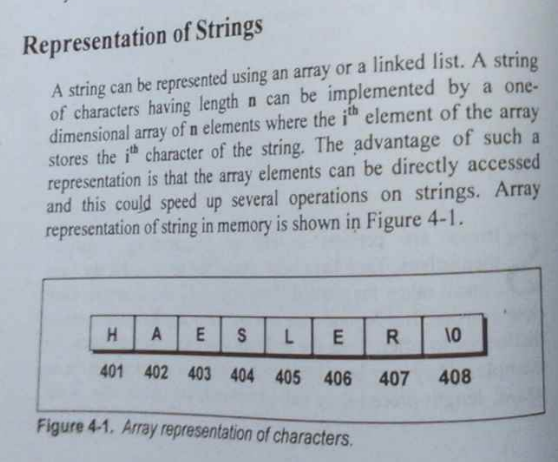 Representation of Strings
A string can be represented using an array or a linked list. A string
of characters having length n can be implemented by a one-
dimensional array of n elements where the ith element of the array
stores the ith character of the string. The advantage of such a
representation is that the array elements can be directly accessed
and this could speed up several operations on strings. Array
representation of string in memory is shown in Figure 4-1.
H A E S L E R \0
401 402 403 404 405 406 407 408
Figure 4-1. Array representation of characters.